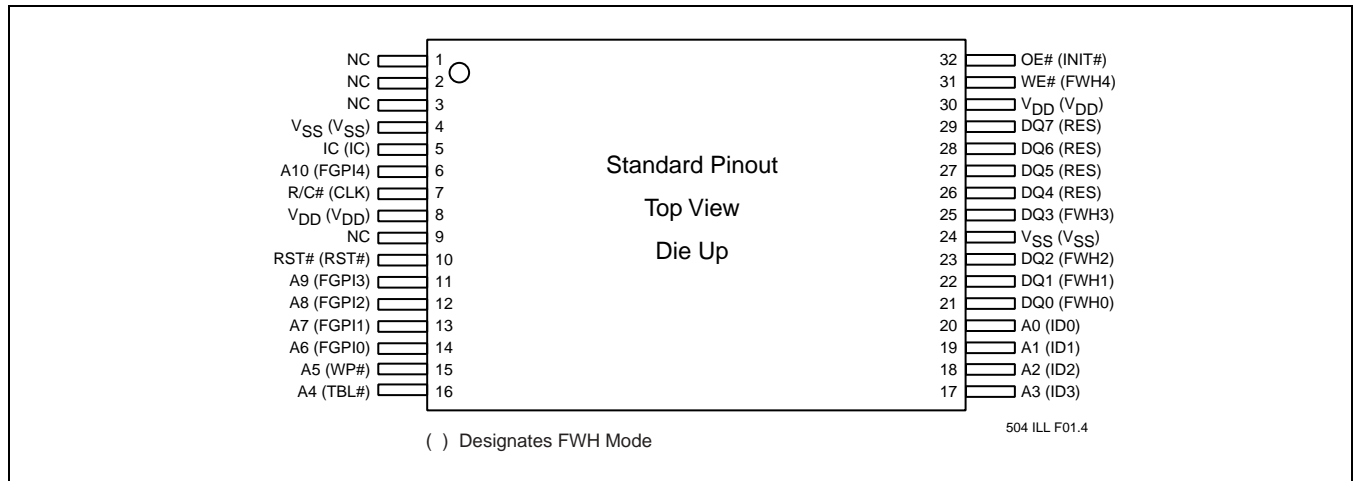 NC 1
NC 2
NC 3
VSS (VSS) 4
IC (IC) 5
A10 (FGPI4) 6
R/C# (CLK) 7
VDD (VDD) 8
NC 9
RST# (RST#) 10
A9 (FGPI3) 11
A8 (FGPI2) 12
A7 (FGPI1) 13
A6 (FGPI0) 14
A5 (WP#) 15
A4 (TBL#) 16
Standard Pinout
Top View
Die Up
32 OE# (INIT#)
31 WE# (FWH4)
30 VDD (VDD)
29 DQ7 (RES)
28 DQ6 (RES)
27 DQ5 (RES)
26 DQ4 (RES)
25 DQ3 (FWH3)
24 VSS (VSS)
23 DQ2 (FWH2)
22 DQ1 (FWH1)
21 DQ0 (FWH0)
20 A0 (ID0)
19 A1 (ID1)
18 A2 (ID2)
17 A3 (ID3)
504 ILL F01.4
( ) Designates FWH Mode